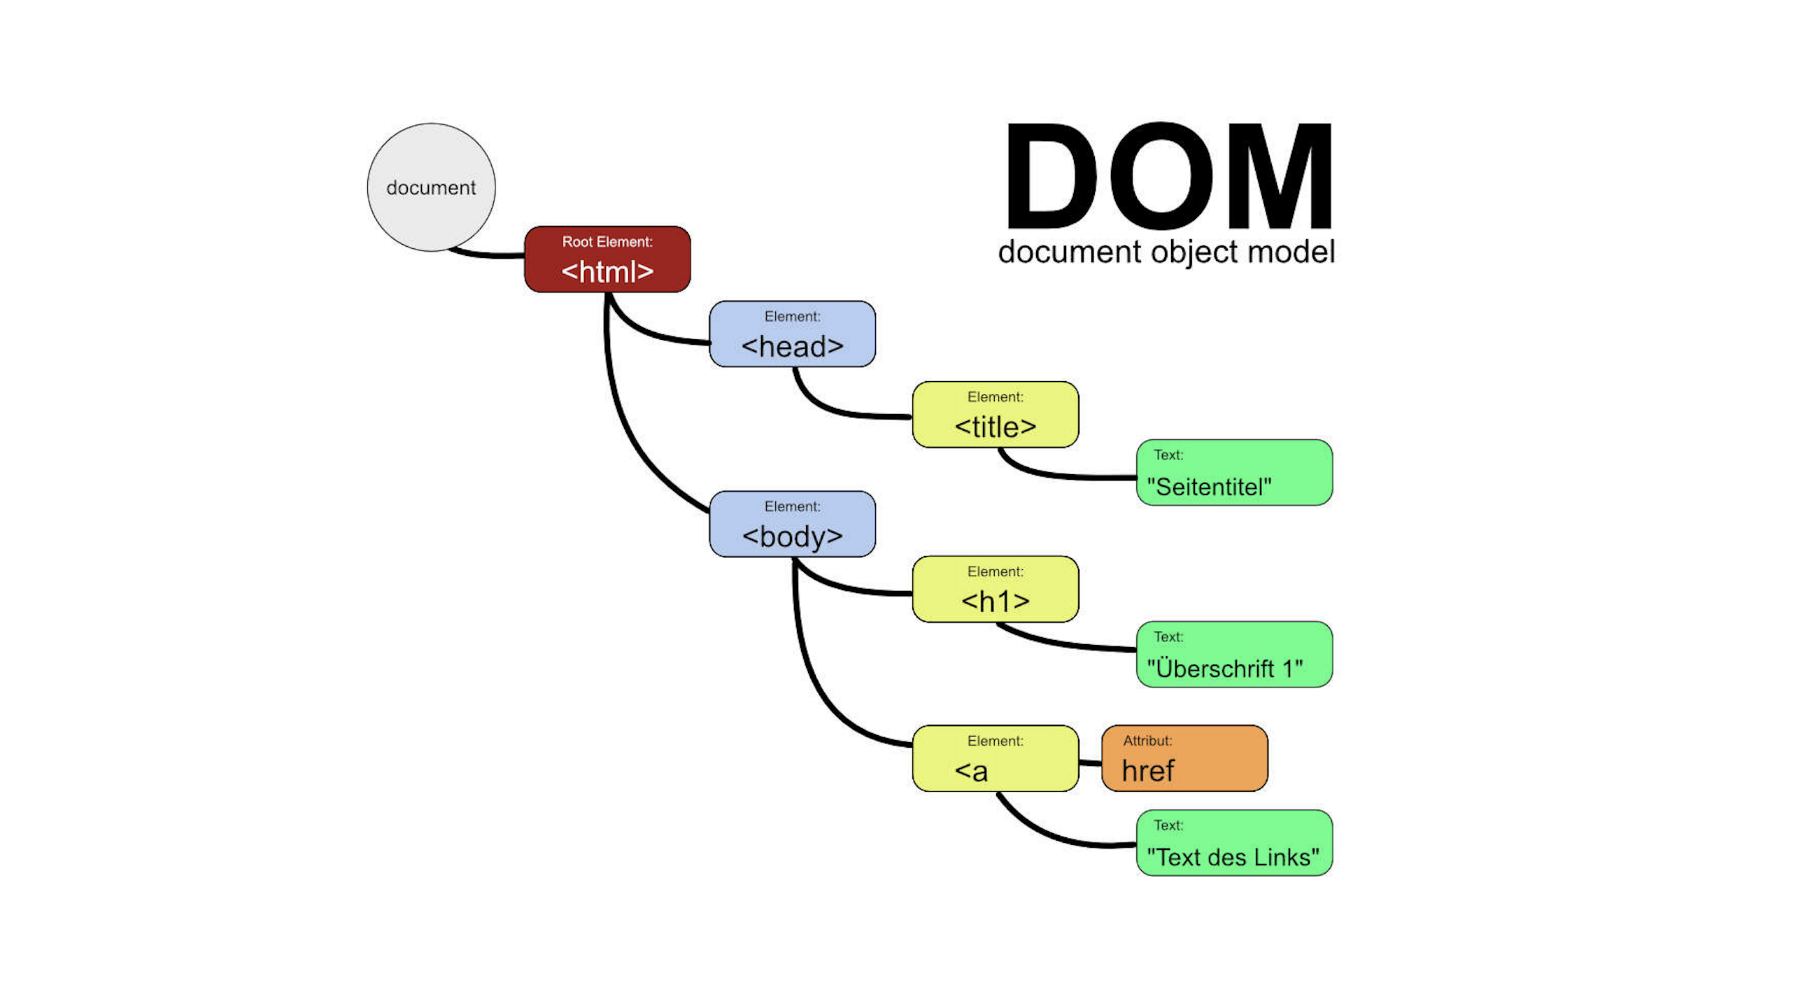 DOM
document object model
document
Root Element:
<html>
Element:
<head>
Element:
<title>
Text:
"Seitentitel"
Element:
<body>
Element:
<h1>
Text:
"Überschrift 1"
Element:
<a
Attribut:
href
Text:
"Text des Links"